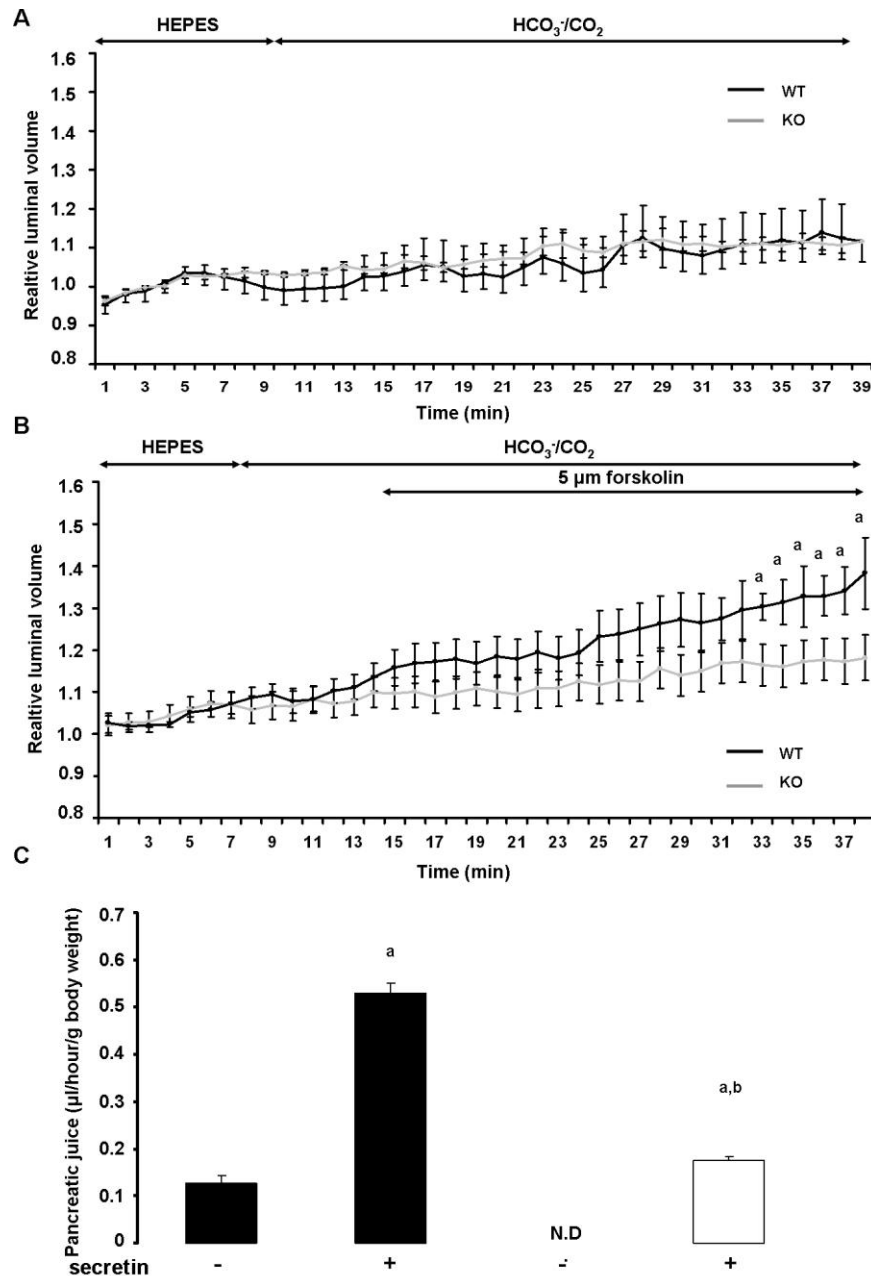 A
HEPES HCO₃⁻/CO₂
1.6
1.5
1.4
1.3
1.2
1.1
1.0
0.9
0.8
Realtive luminal volume
WT
KO
1 3 5 7 9 11 13 15 17 19 21 23 25 27 29 31 33 35 37 39
Time (min)
B
HEPES HCO₃⁻/CO₂
5 µm forskolin
1.6
1.5
1.4
1.3
1.2
1.1
1.0
0.9
0.8
Realtive luminal volume
a a a a a a
WT
KO
1 3 5 7 9 11 13 15 17 19 21 23 25 27 29 31 33 35 37
Time (min)
C
0.7
0.6
0.5
0.4
0.3
0.2
0.1
0
Pancreatic juice (µl/hour/g body weight)
a
a,b
N.D
secretin - + - +